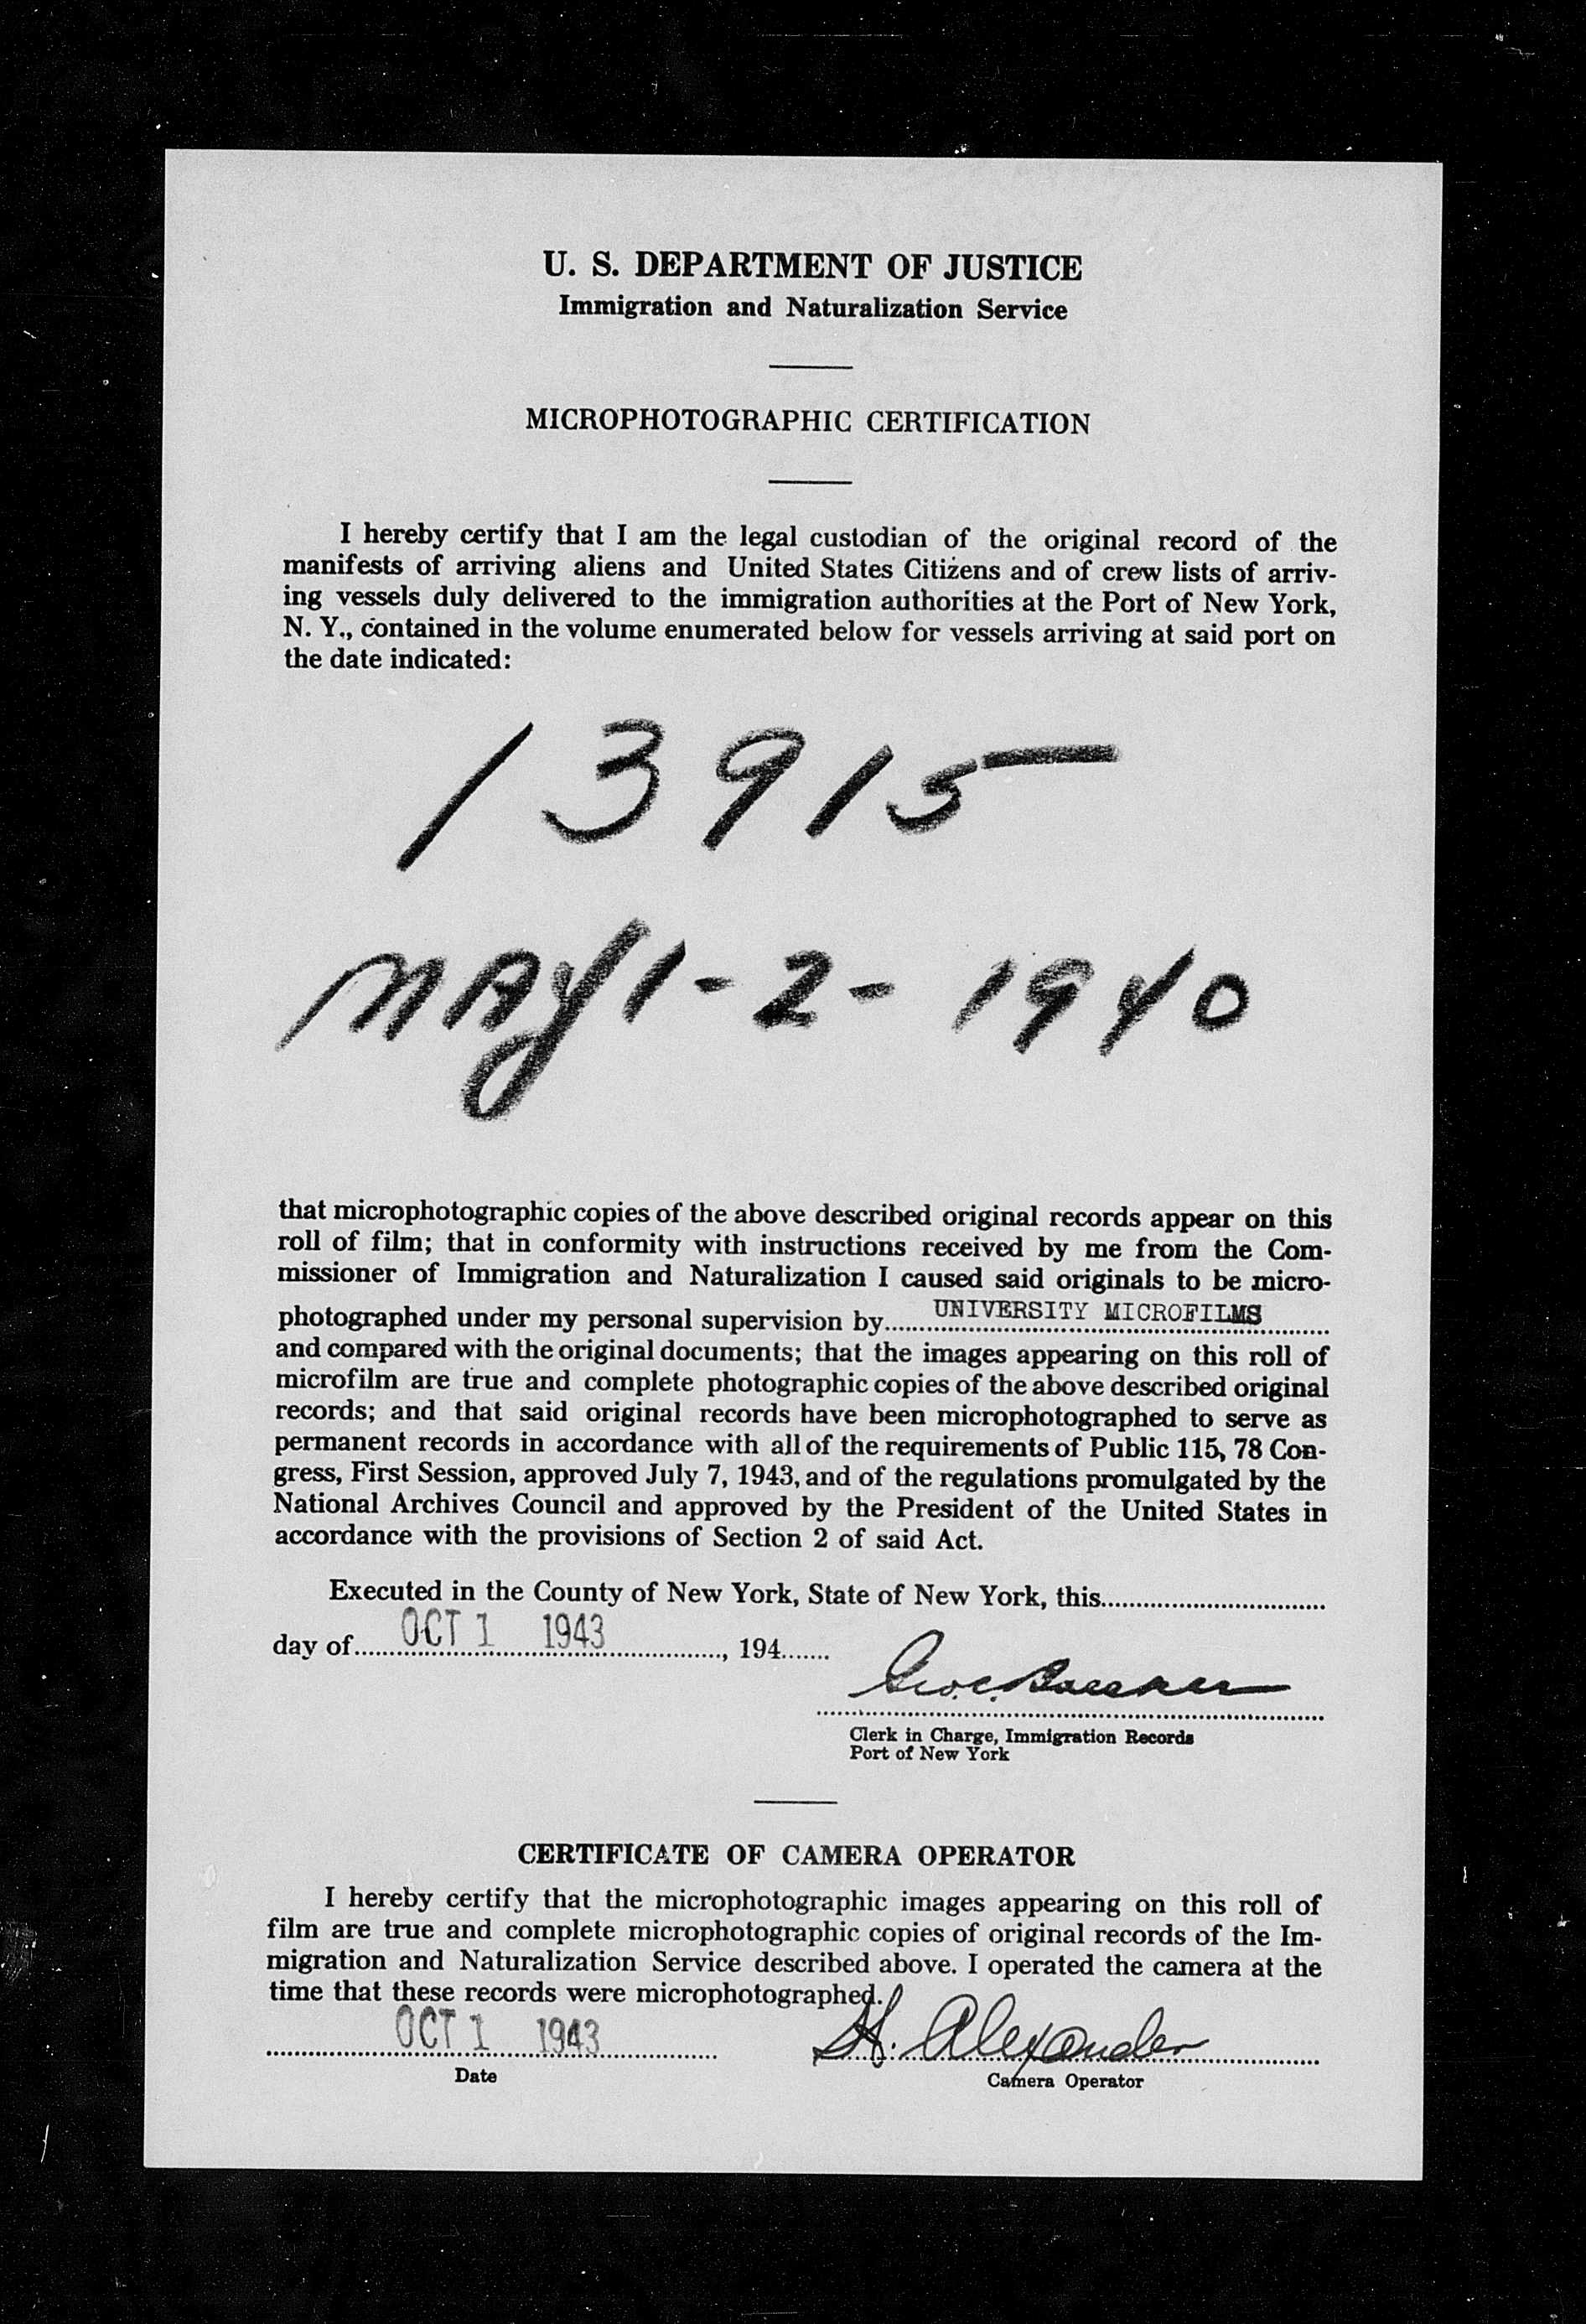 U. S. DEPARTMENT OF JUSTICE
Immigration and Naturalization Service
MICROPHOTOGRAPHIC CERTIFICATION
I hereby certify that I am the legal custodian of the original record of the
manifests of arriving aliens and United States Citizens and of crew lists of arriv-
ing vessels duly delivered to the immigration authorities at the Port of New York,
N. Y., contained in the volume enumerated below for vessels arriving at said port on
the date indicated:
13915
MAY 1-2-1940
that microphotographic copies of the above described original records appear on this
roll of film; that in conformity with instructions received by me from the Com-
missioner of Immigration and Naturalization I caused said originals to be micro-
photographed under my personal supervision by UNIVERSITY MICROFILMS
and compared with the original documents; that the images appearing on this roll of
microfilm are true and complete photographic copies of the above described original
records; and that said original records have been microphotographed to serve as
permanent records in accordance with all of the requirements of Public 115, 78 Con-
gress, First Session, approved July 7, 1943, and of the regulations promulgated by the
National Archives Council and approved by the President of the United States in
accordance with the provisions of Section 2 of said Act.
Executed in the County of New York, State of New York, this
day of OCT 1 1943, 194
Clerk in Charge, Immigration Records
Port of New York
CERTIFICATE OF CAMERA OPERATOR
I hereby certify that the microphotographic images appearing on this roll of
film are true and complete microphotographic copies of original records of the Im-
migration and Naturalization Service described above. I operated the camera at the
time that these records were microphotographed.
OCT 1 1943 H. Alexander
Date Camera Operator